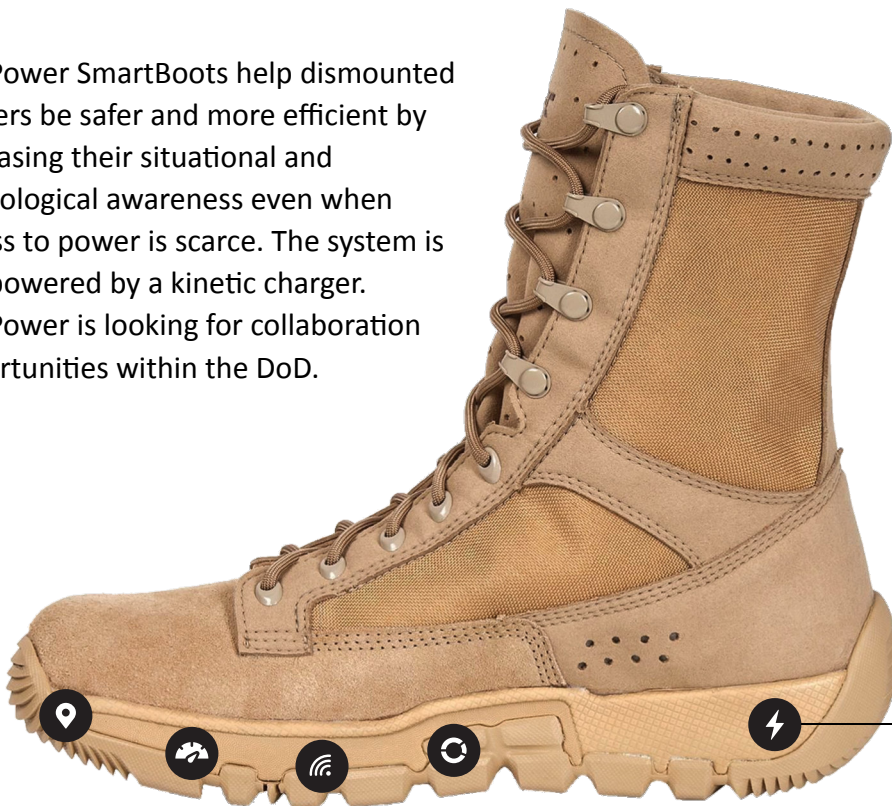 Power SmartBoots help dismounted
ers be safer and more efficient by
asing their situational and
ological awareness even when
ss to power is scarce. The system is
powered by a kinetic charger.
Power is looking for collaboration
rtunities within the DoD.